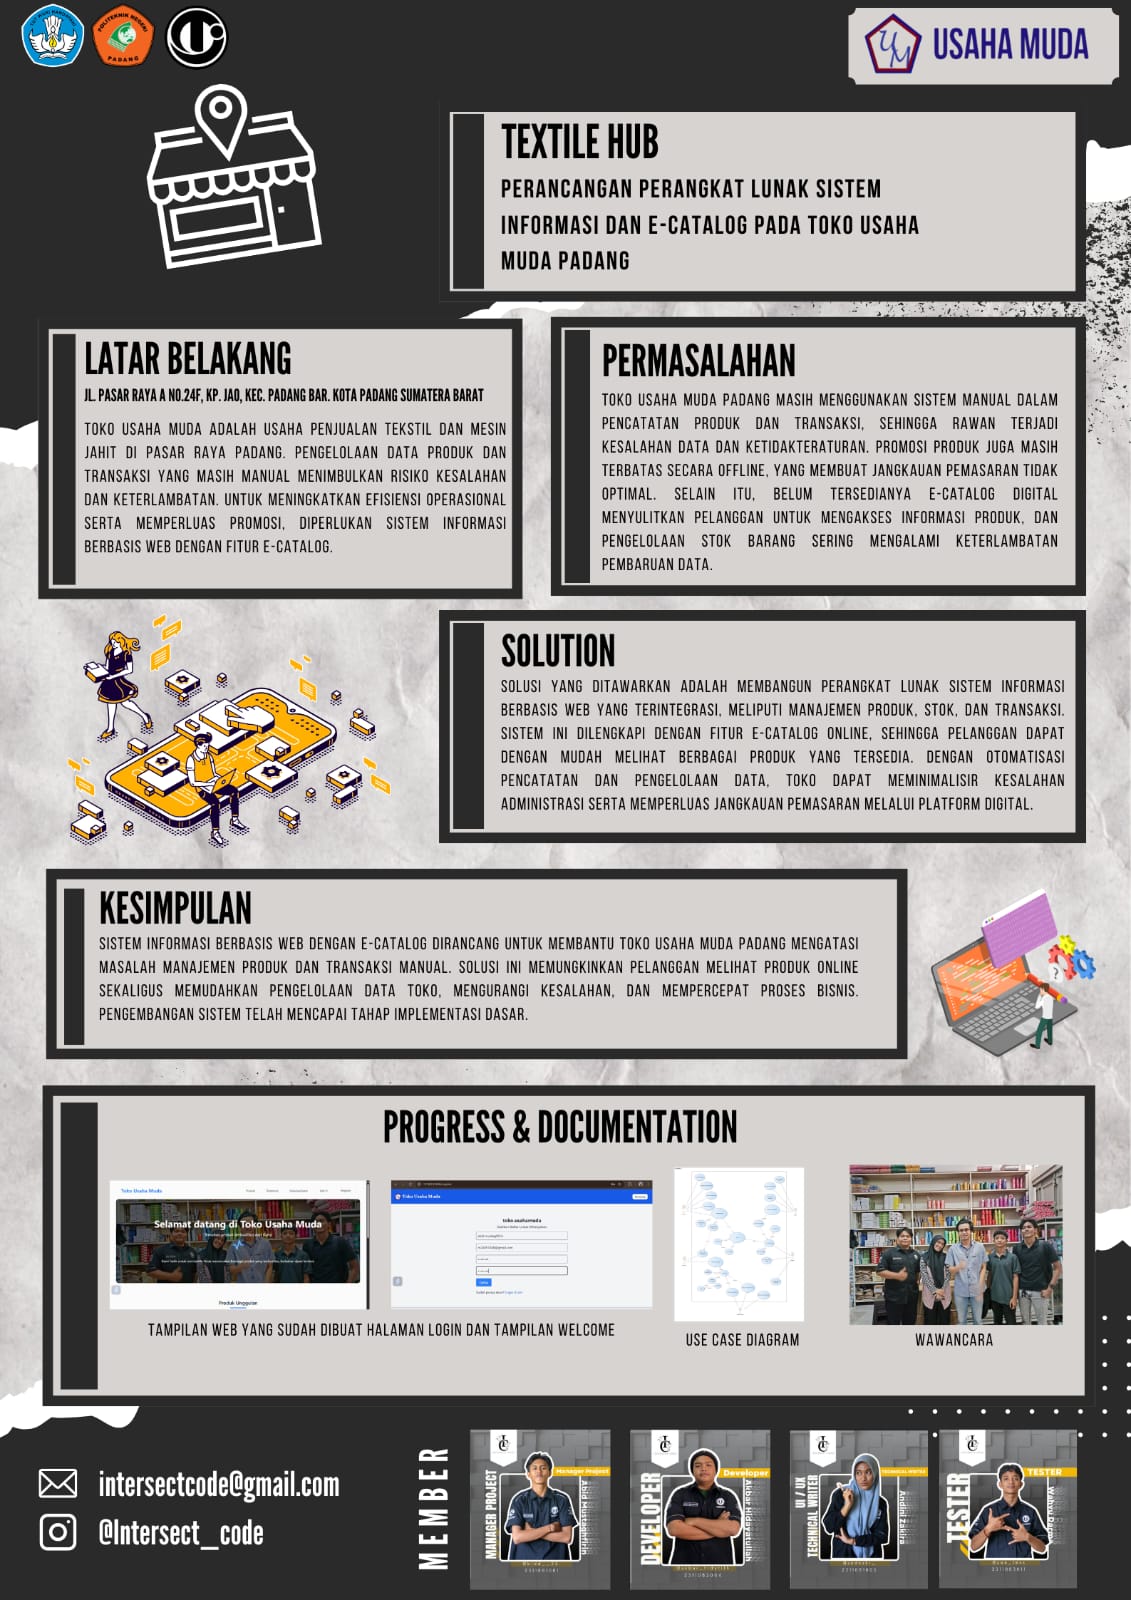 TUT WURI HANDAYANI
POLITEKNIK NEGERI
PADANG
UM
USAHA MUDA
TEXTILE HUB
PERANCANGAN PERANGKAT LUNAK SISTEM
INFORMASI DAN E-CATALOG PADA TOKO USAHA
MUDA PADANG
LATAR BELAKANG
JL. PASAR RAYA A NO.24F, KP. JAO, KEC. PADANG BAR. KOTA PADANG SUMATERA BARAT
TOKO USAHA MUDA ADALAH USAHA PENJUALAN TEKSTIL DAN MESIN
JAHIT DI PASAR RAYA PADANG. PENGELOLAAN DATA PRODUK DAN
TRANSAKSI YANG MASIH MANUAL MENIMBULKAN RISIKO KESALAHAN
DAN KETERLAMBATAN. UNTUK MENINGKATKAN EFISIENSI OPERASIONAL
SERTA MEMPERLUAS PROMOSI, DIPERLUKAN SISTEM INFORMASI
BERBASIS WEB DENGAN FITUR E-CATALOG.
PERMASALAHAN
TOKO USAHA MUDA PADANG MASIH MENGGUNAKAN SISTEM MANUAL DALAM
PENCATATAN PRODUK DAN TRANSAKSI, SEHINGGA RAWAN TERJADI
KESALAHAN DATA DAN KETIDAKTERATURAN. PROMOSI PRODUK JUGA MASIH
TERBATAS SECARA OFFLINE, YANG MEMBUAT JANGKAUAN PEMASARAN TIDAK
OPTIMAL. SELAIN ITU, BELUM TERSEDIANYA E-CATALOG DIGITAL
MENYULITKAN PELANGGAN UNTUK MENGAKSES INFORMASI PRODUK, DAN
PENGELOLAAN STOK BARANG SERING MENGALAMI KETERLAMBATAN
PEMBARUAN DATA.
SOLUTION
SOLUSI YANG DITAWARKAN ADALAH MEMBANGUN PERANGKAT LUNAK SISTEM INFORMASI
BERBASIS WEB YANG TERINTEGRASI, MELIPUTI MANAJEMEN PRODUK, STOK, DAN TRANSAKSI.
SISTEM INI DILENGKAPI DENGAN FITUR E-CATALOG ONLINE, SEHINGGA PELANGGAN DAPAT
DENGAN MUDAH MELIHAT BERBAGAI PRODUK YANG TERSEDIA. DENGAN OTOMATISASI
PENCATATAN DAN PENGELOLAAN DATA, TOKO DAPAT MEMINIMALISIR KESALAHAN
ADMINISTRASI SERTA MEMPERLUAS JANGKAUAN PEMASARAN MELALUI PLATFORM DIGITAL.
KESIMPULAN
SISTEM INFORMASI BERBASIS WEB DENGAN E-CATALOG DIRANCANG UNTUK MEMBANTU TOKO USAHA MUDA PADANG MENGATASI
MASALAH MANAJEMEN PRODUK DAN TRANSAKSI MANUAL. SOLUSI INI MEMUNGKINKAN PELANGGAN MELIHAT PRODUK ONLINE
SEKALIGUS MEMUDAHKAN PENGELOLAAN DATA TOKO, MENGURANGI KESALAHAN, DAN MEMPERCEPAT PROSES BISNIS.
PENGEMBANGAN SISTEM TELAH MENCAPAI TAHAP IMPLEMENTASI DASAR.
PROGRESS & DOCUMENTATION
Toko Usaha Muda
Selamat datang di Toko Usaha Muda
Produk Unggulan
Toko Usaha Muda
toko usahamuda
TAMPILAN WEB YANG SUDAH DIBUAT HALAMAN LOGIN DAN TAMPILAN WELCOME
USE CASE DIAGRAM
WAWANCARA
intersectcode@gmail.com
@Intersect_code
MEMBER
MANAGER PROJECT
Manager Project
DEVELOPER
Developer
Akbar Hidayatullah
UI / UX
TECHNICAL WRITER
TECHNICAL WRITER
Andini Zahira
TESTER
TESTER